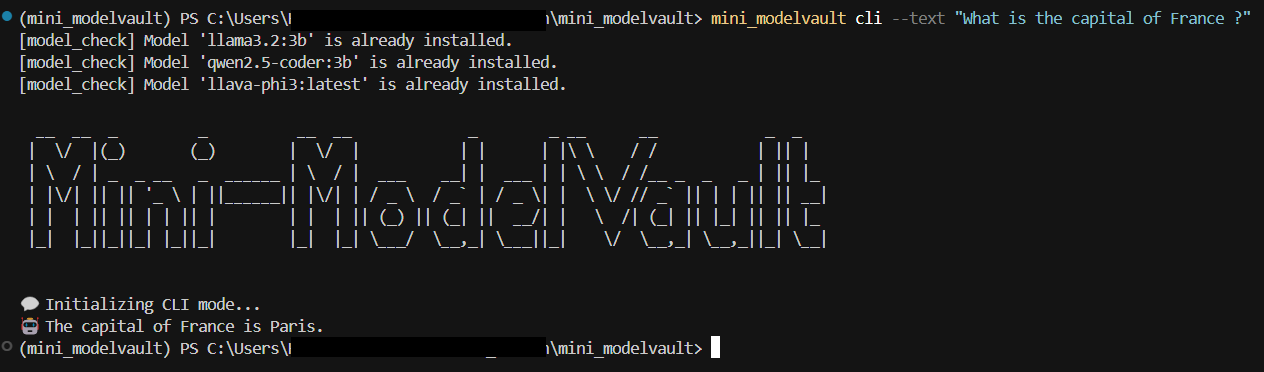 (mini_modelvault) PS C:\Users\ \mini_modelvault> mini_modelvault cli --text "What is the capital of France ?"
[model_check] Model 'llama3.2:3b' is already installed.
[model_check] Model 'qwen2.5-coder:3b' is already installed.
[model_check] Model 'llava-phi3:latest' is already installed.
Mini-ModelVault
💬 Initializing CLI mode...
🤖 The capital of France is Paris.
(mini_modelvault) PS C:\Users\ \mini_modelvault>